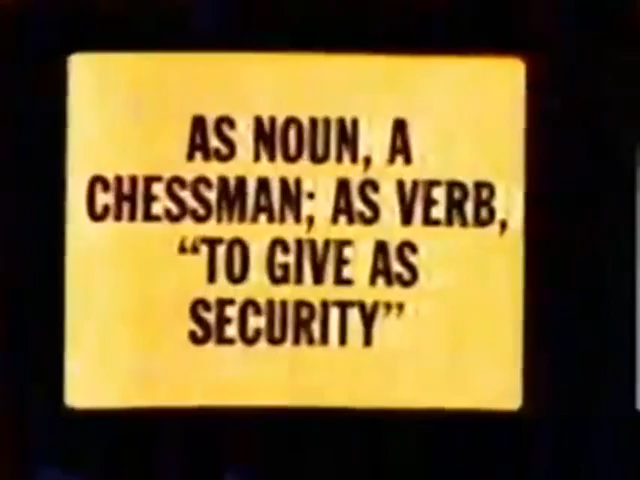 AS NOUN, A
CHESSMAN; AS VERB,
“TO GIVE AS
SECURITY”